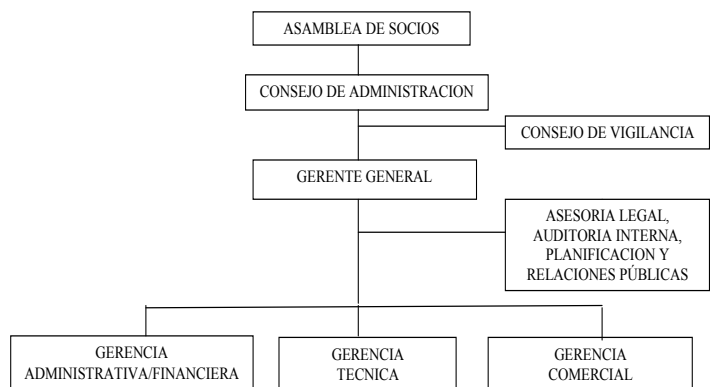 ASAMBLEA DE SOCIOS
CONSEJO DE ADMINISTRACION
CONSEJO DE VIGILANCIA
GERENTE GENERAL
ASESORIA LEGAL,
AUDITORIA INTERNA,
PLANIFICACION Y
RELACIONES PÚBLICAS
GERENCIA
ADMINISTRATIVA/FINANCIERA
GERENCIA
TECNICA
GERENCIA
COMERCIAL